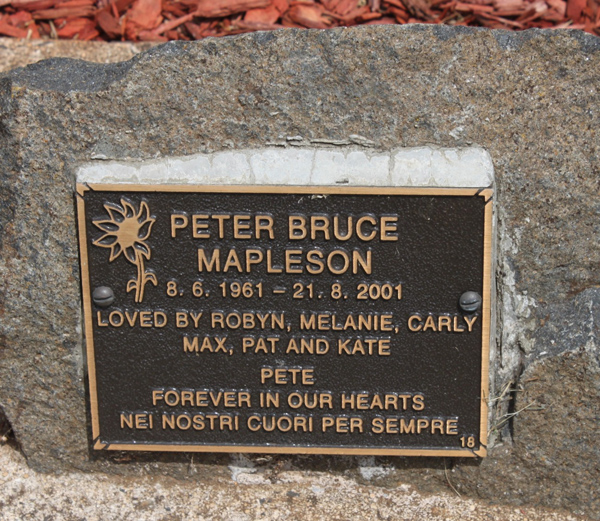 PETER BRUCE
MAPLESON
8. 6. 1961 – 21. 8. 2001
LOVED BY ROBYN, MELANIE, CARLY
MAX, PAT AND KATE
PETE
FOREVER IN OUR HEARTS
NEI NOSTRI CUORI PER SEMPRE
18